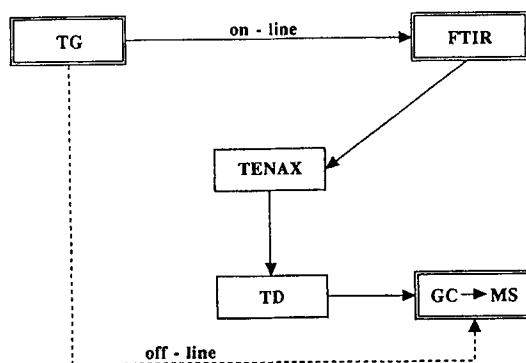 TG
on - line
FTIR
TENAX
TD
GC → MS
off - line